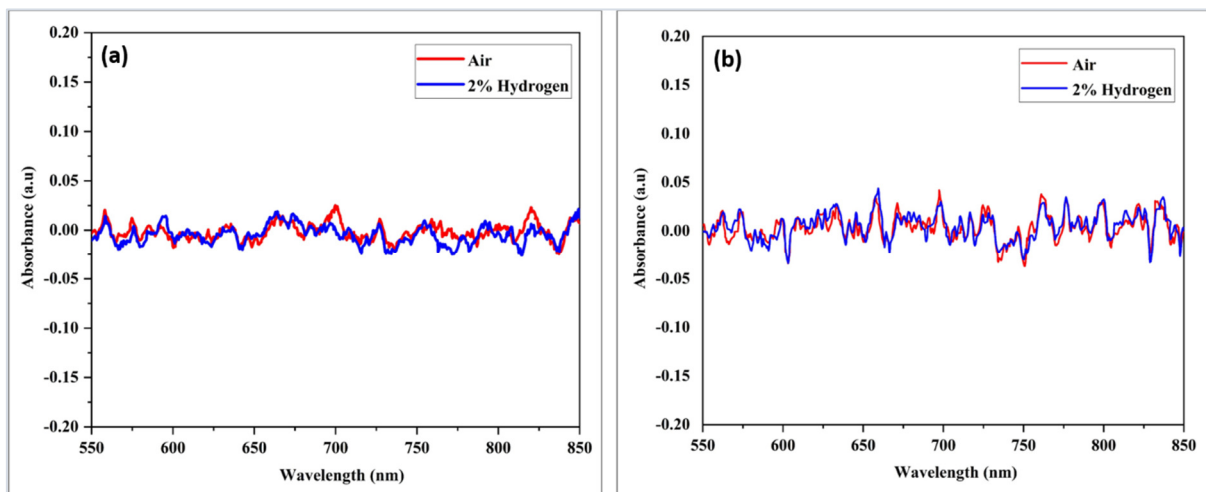 (a)
Air
2% Hydrogen
0.20
0.15
0.10
0.05
0.00
-0.05
-0.10
-0.15
-0.20
Absorbance (a.u)
550 600 650 700 750 800 850
Wavelength (nm)
(b)
Air
2% Hydrogen
0.20
0.15
0.10
0.05
0.00
-0.05
-0.10
-0.15
-0.20
Absorbance (a.u)
550 600 650 700 750 800 850
Wavelength (nm)